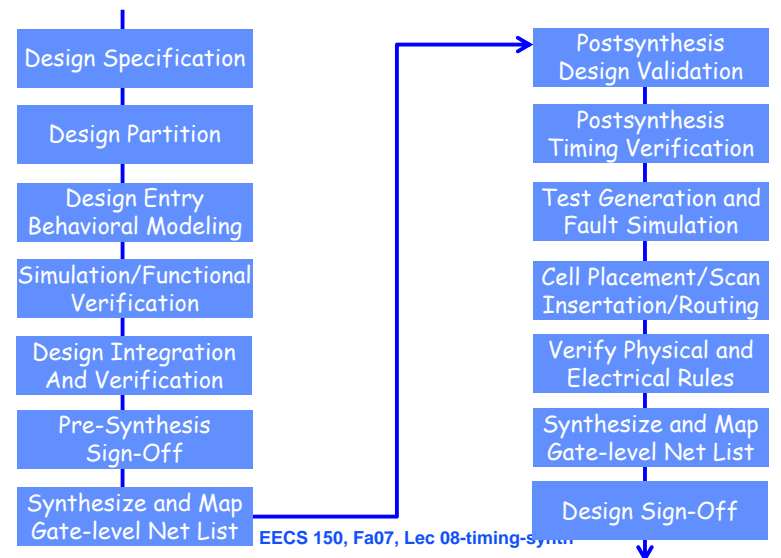 Design Specification
Design Partition
Design Entry
Behavioral Modeling
Simulation/Functional
Verification
Design Integration
And Verification
Pre-Synthesis
Sign-Off
Synthesize and Map
Gate-level Net List
Postsynthesis
Design Validation
Postsynthesis
Timing Verification
Test Generation and
Fault Simulation
Cell Placement/Scan
Insertation/Routing
Verify Physical and
Electrical Rules
Synthesize and Map
Gate-level Net List
Design Sign-Off
EECS 150, Fa07, Lec 08-timing-synth